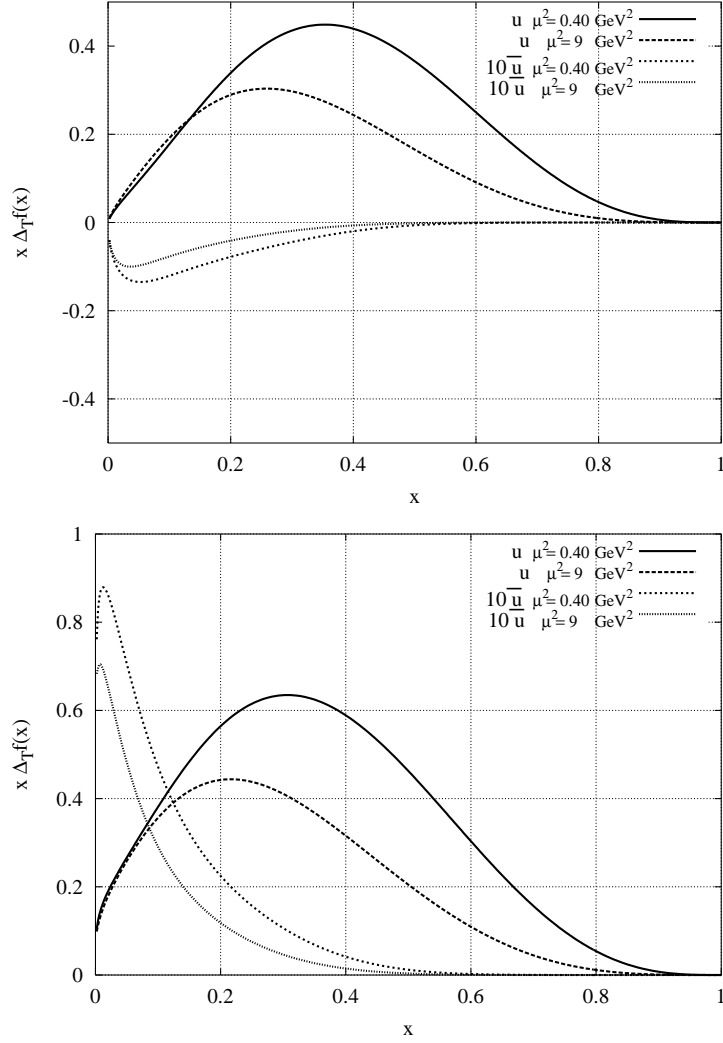 u μ²= 0.40 GeV²
u μ²= 9 GeV²
10 u̅ μ²= 0.40 GeV²
10 u̅ μ²= 9 GeV²
0.4
0.2
0
-0.2
-0.4
x Δ_T f(x)
0 0.2 0.4 0.6 0.8 1
x
1
u μ²= 0.40 GeV²
u μ²= 9 GeV²
10 u̅ μ²= 0.40 GeV²
10 u̅ μ²= 9 GeV²
0.8
0.6
0.4
0.2
0
x Δ_T f(x)
0 0.2 0.4 0.6 0.8 1
x